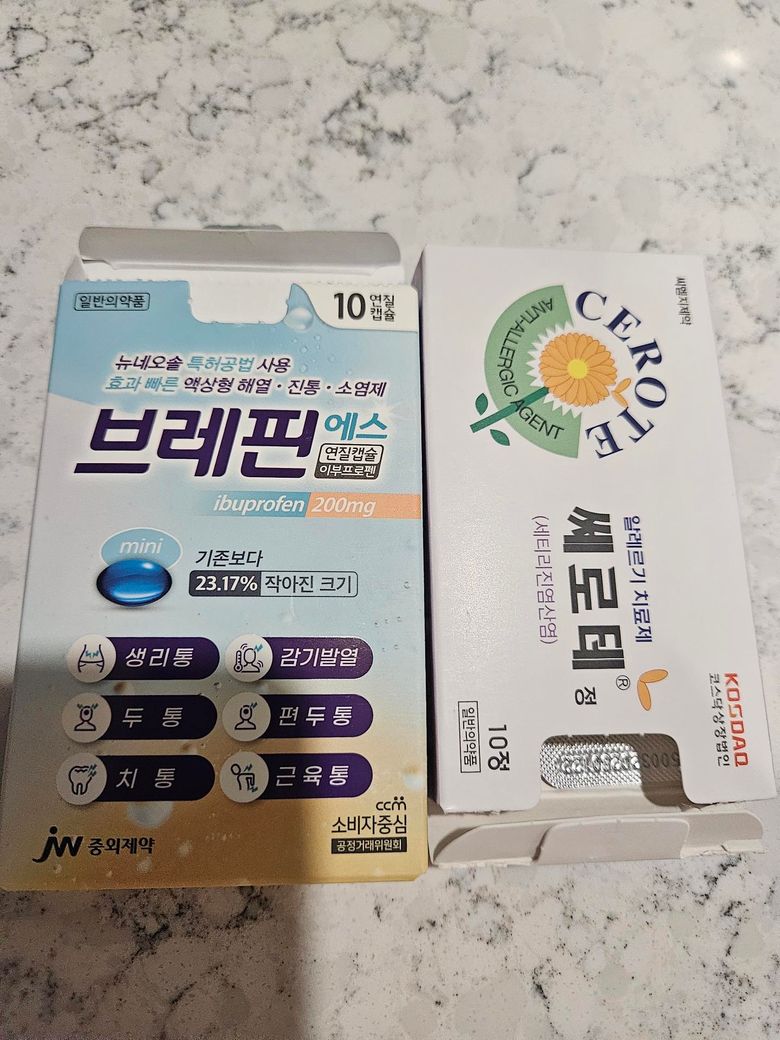 일반의약품
10 연질
캡슐
뉴네오솔 특허공법 사용
효과 빠른 액상형 해열·진통·소염제
브레핀 에스
연질캡슐
이부프로펜
ibuprofen 200mg
mini
기존보다
23.17% 작아진 크기
생리통
감기발열
두통
편두통
치통
근육통
JW 중외제약
ccm
소비자중심
공정거래위원회
씨엠지제약
CEROTE
ANTI-ALLERGIC AGENT
알레르기 치료제
쎄로테® 정
(세티리진염산염)
KOSDAQ
코스닥상장법인
10정
일반의약품